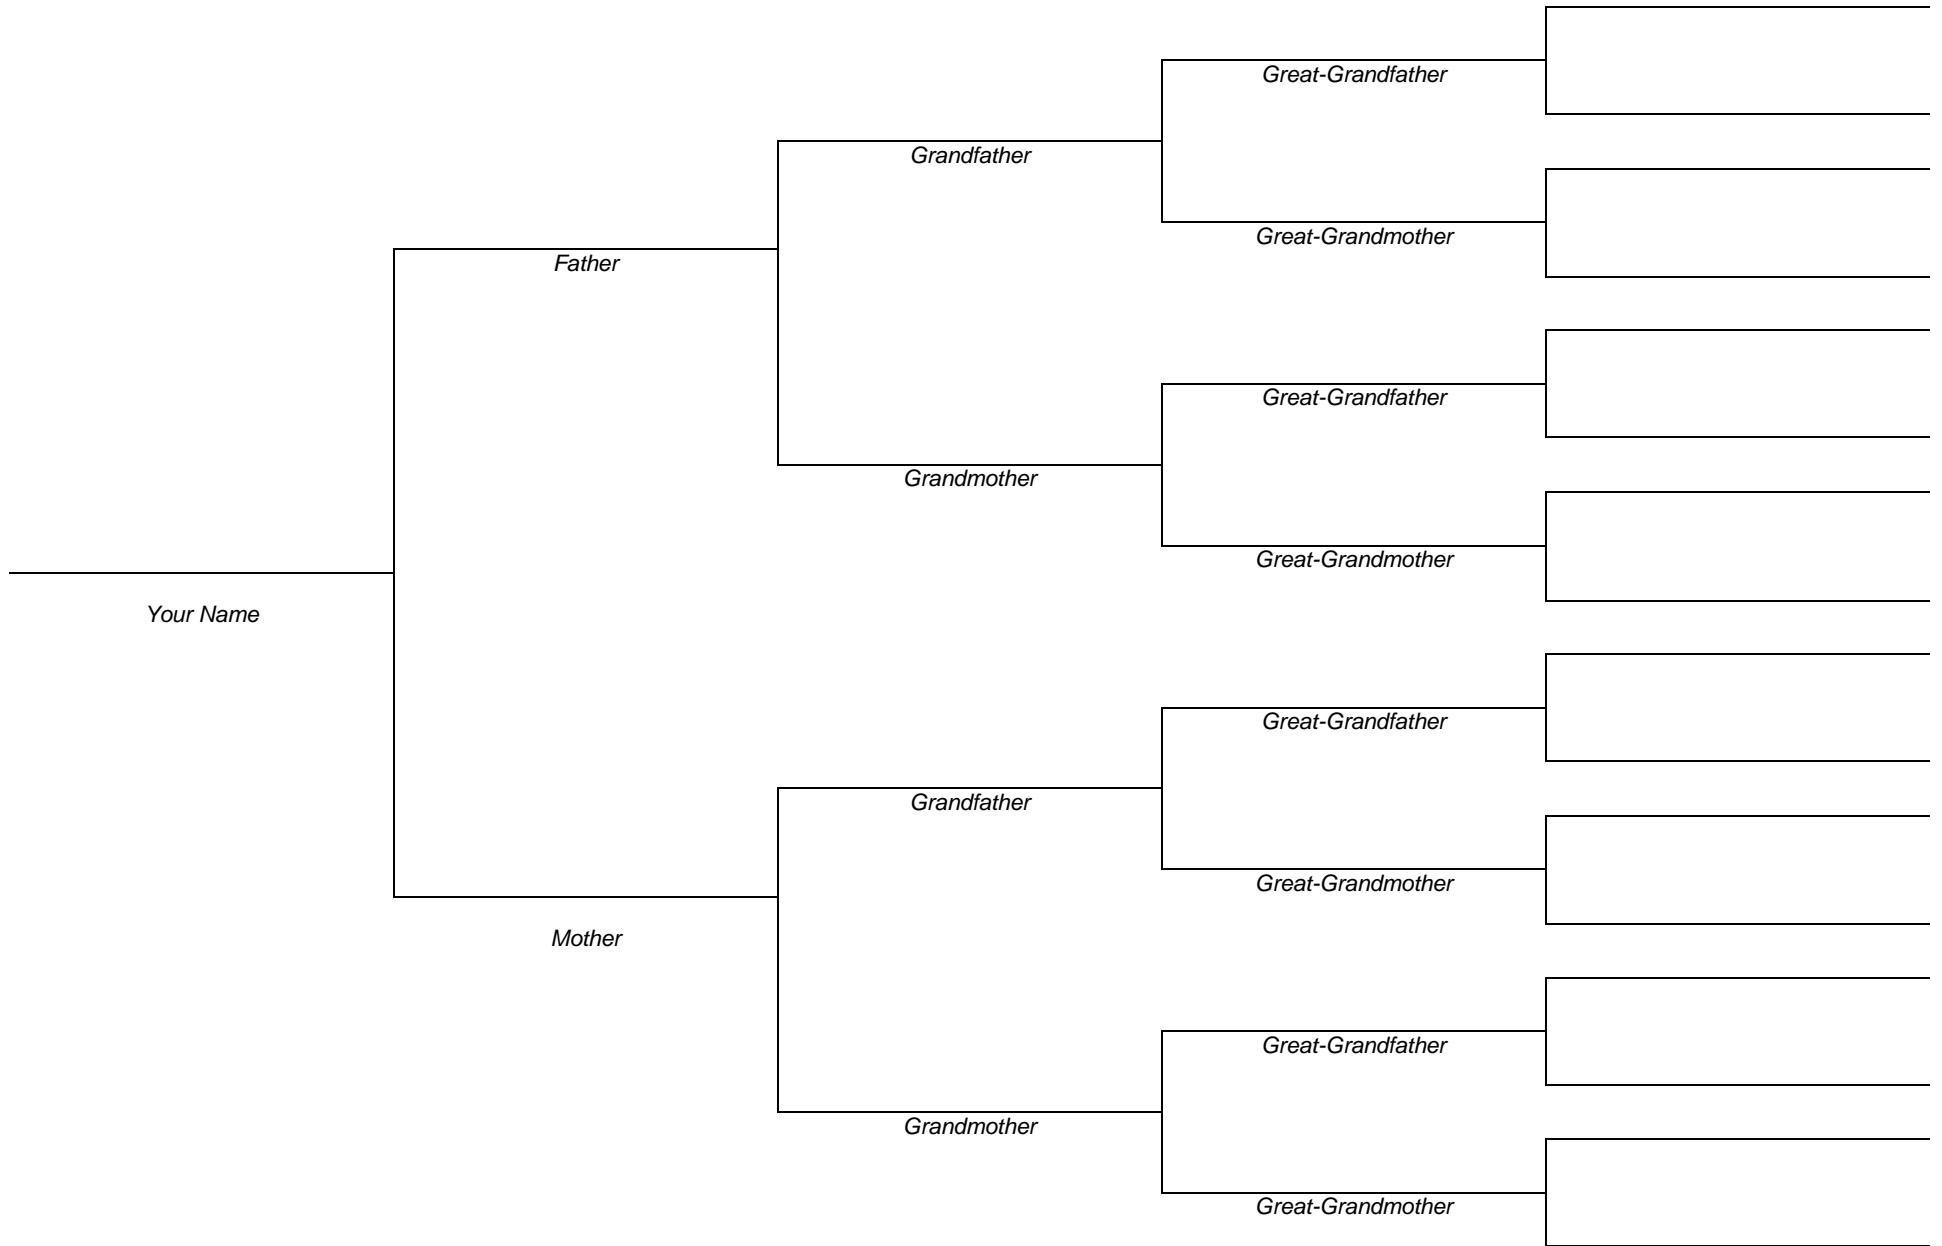 Great-Grandfather
Grandfather
Great-Grandmother
Father
Great-Grandfather
Grandmother
Great-Grandmother
Your Name
Great-Grandfather
Grandfather
Great-Grandmother
Mother
Great-Grandfather
Grandmother
Great-Grandmother